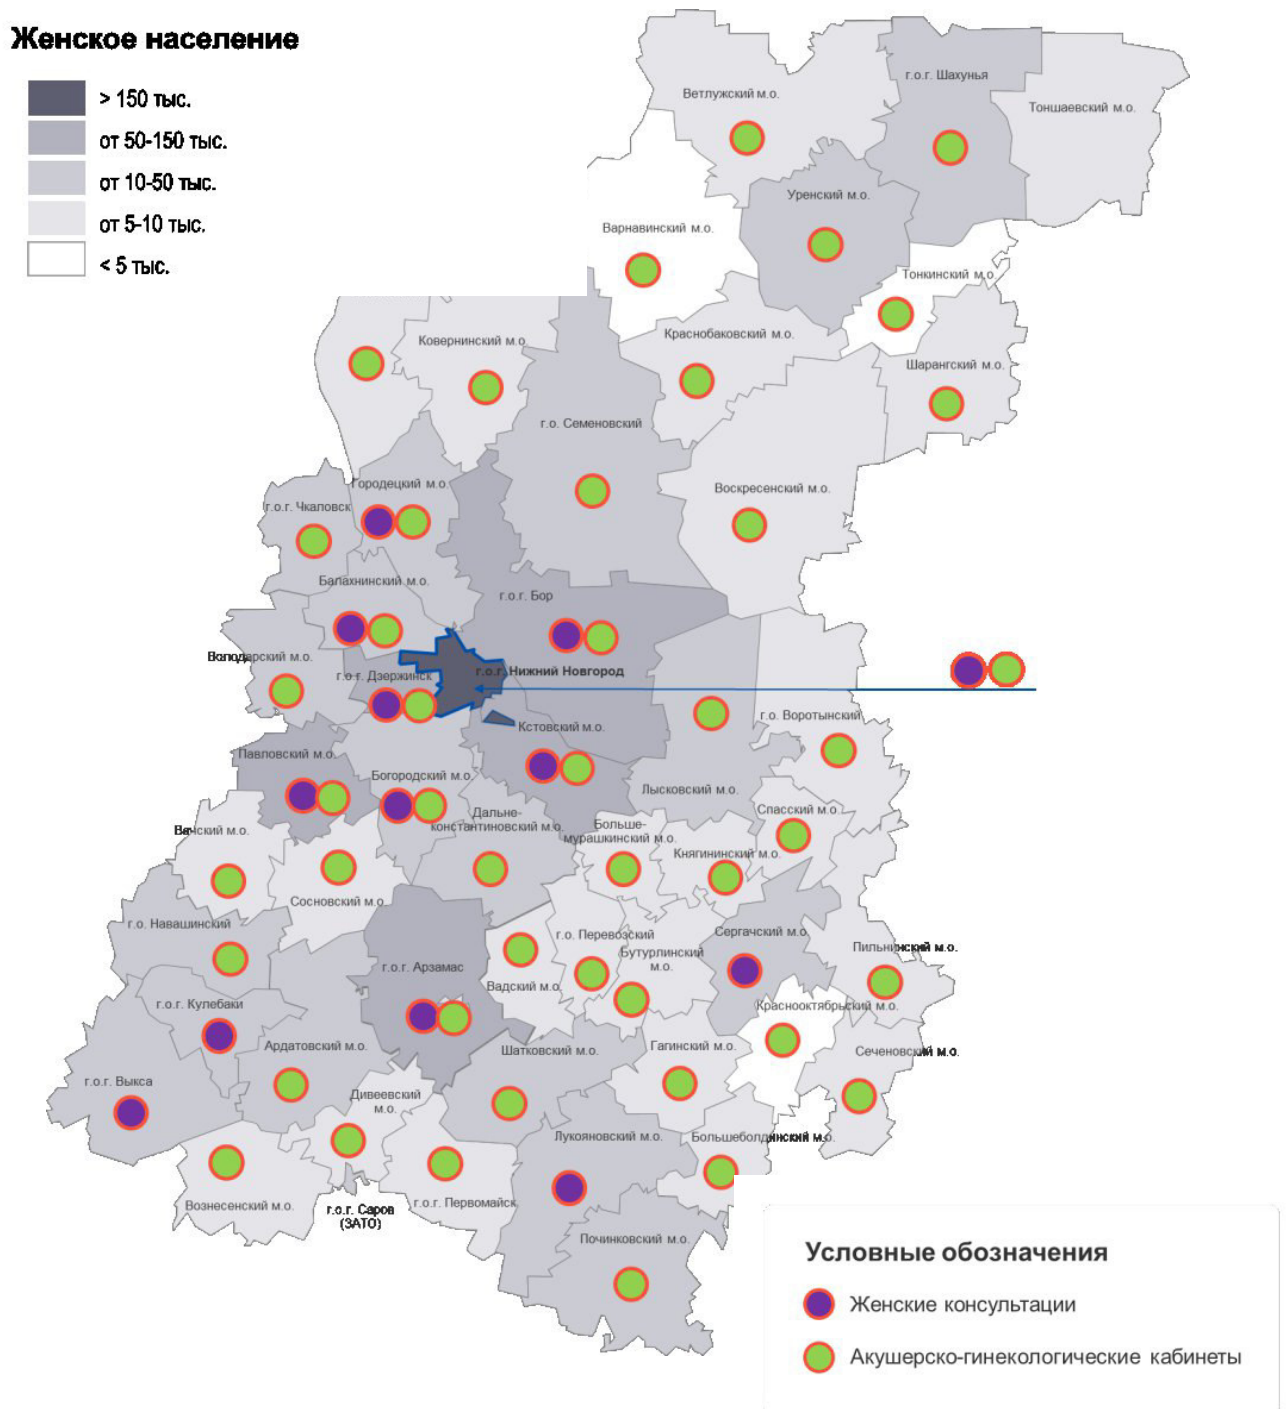 Женское население
> 150 тыс.
от 50-150 тыс.
от 10-50 тыс.
от 5-10 тыс.
< 5 тыс.
г.о.г. Шахунья
Ветлужский м.о.
Тоншаевский м.о.
Уренский м.о.
Варнавинский м.о.
Тонкинский м.о.
Краснобаковский м.о.
Ковернинский м.о.
Шарангский м.о.
г.о. Семеновский
Городецкий м.о.
Воскресенский м.о.
г.о.г. Чкаловск
Балахнинский м.о.
г.о.г. Бор
Володарский м.о.
г.о.г. Дзержинск
г.о.г. Нижний Новгород
г.о. Воротынский
Кстовский м.о.
Павловский м.о.
Богородский м.о.
Лысковский м.о.
Спасский м.о.
Дальне-
константиновский м.о.
Больше-
мурашкинский м.о.
Вачский м.о.
Княгининский м.о.
Сосновский м.о.
г.о. Навашинский
г.о. Перевозский
Сергачский м.о.
Пильнинский м.о.
Бутурлинский
м.о.
г.о.г. Арзамас
Вадский м.о.
г.о.г. Кулебаки
Краснооктябрьский м.о.
Ардатовский м.о.
Шатковский м.о.
Гагинский м.о.
Сеченовский м.о.
г.о.г. Выкса
Дивеевский
м.о.
Лукояновский м.о.
Большеболдинский м.о.
Вознесенский м.о.
г.о.г. Саров
(ЗАТО)
г.о.г. Первомайск
Починковский м.о.
Условные обозначения
Женские консультации
Акушерско-гинекологические кабинеты